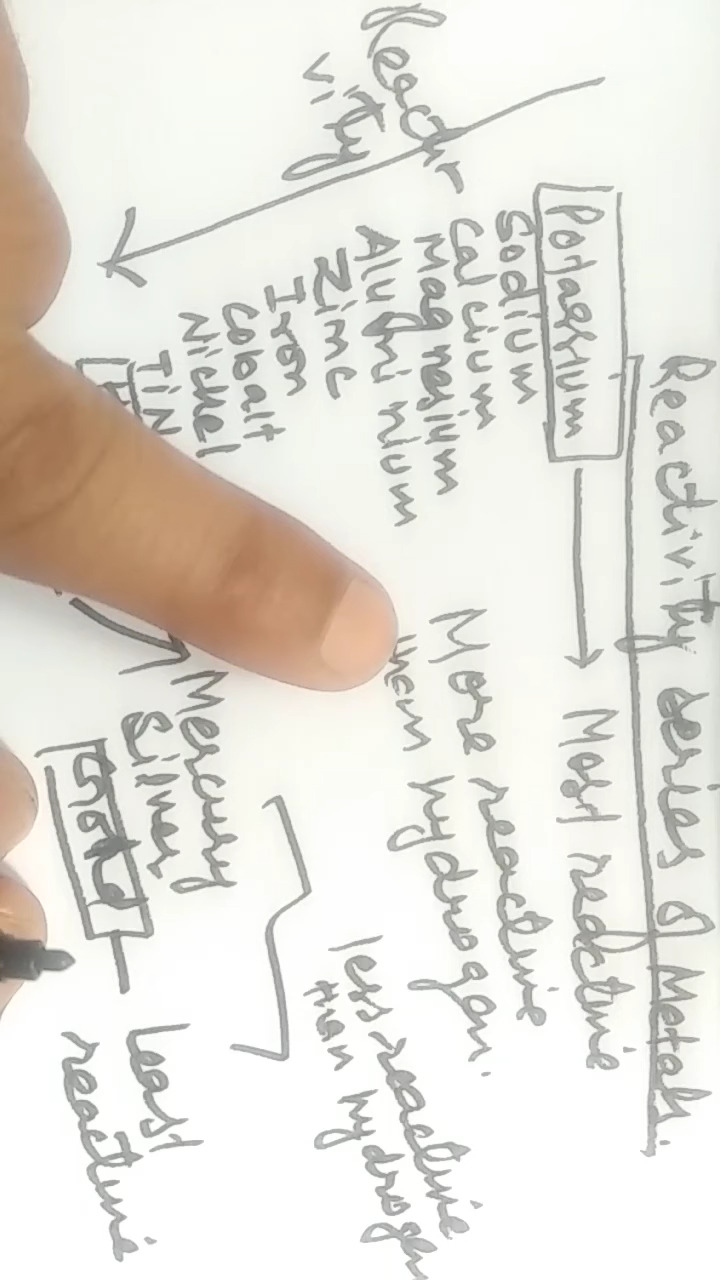 Reactivity series of Metals.
Reacti
vity
Potassium → Most reactive
Sodium
Calcium
Magnesium
Aluminium
Zinc
Iron
Cobalt
Nickel
TIN
More reactive
than hydrogen.
Mercury
Silver
Gold
less reactive
than hydrogen
Least
reactive